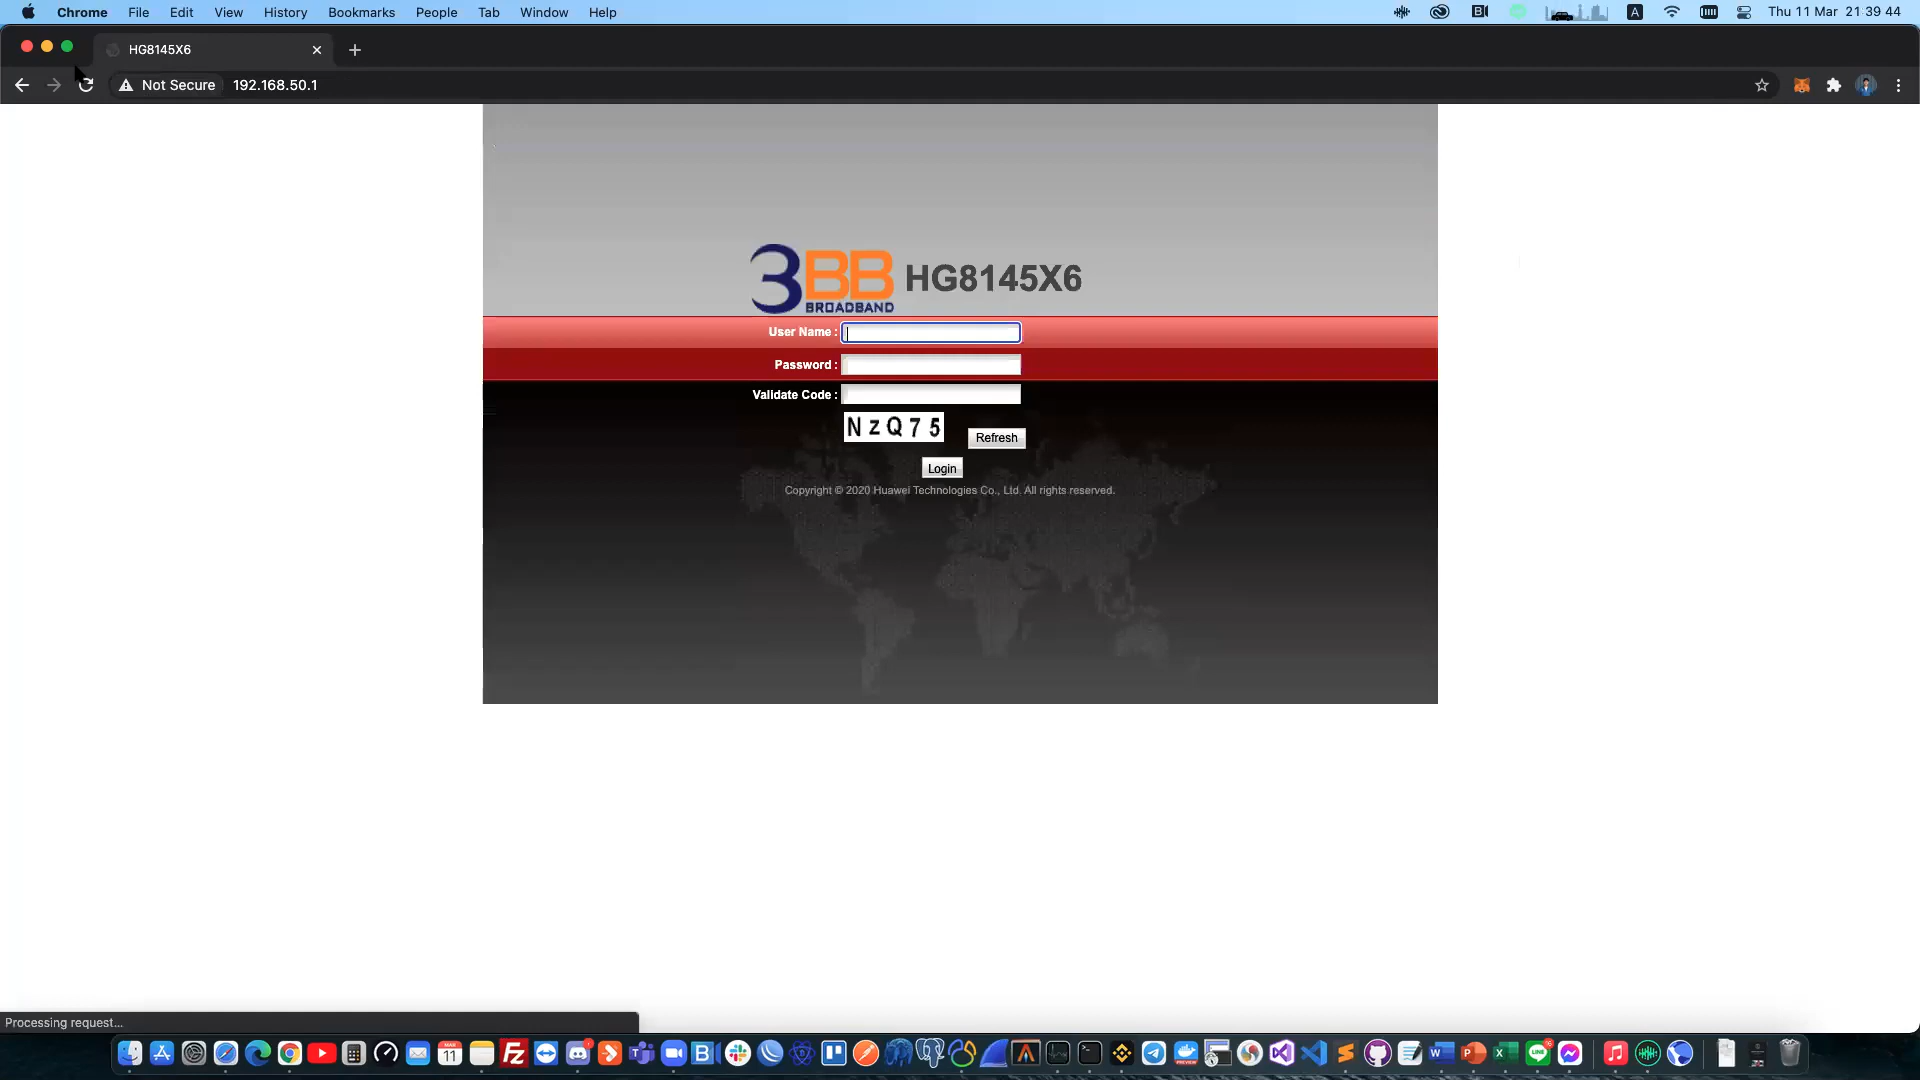 Chrome File Edit View History Bookmarks People Tab Window Help
A
Thu 11 Mar 21:39 44
HG8145X6
Not Secure 192.168.50.1
3BB BROADBAND HG8145X6
User Name :
Password :
Validate Code :
NzQ75
Refresh
Login
Copyright © 2020 Huawei Technologies Co., Ltd. All rights reserved.
Processing request...